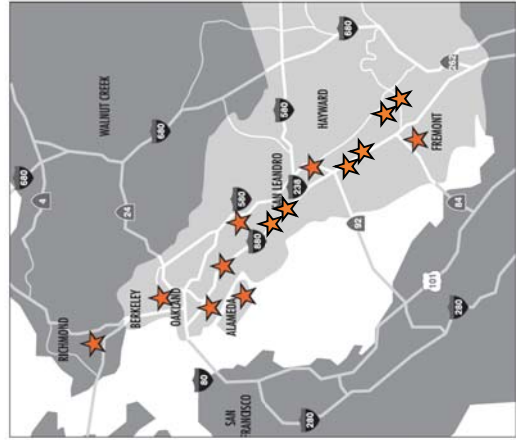 680
4
RICHMOND
WALNUT CREEK
24
BERKELEY
680
OAKLAND
80
SAN
FRANCISCO
ALAMEDA
580
880
SAN LEANDRO
580
238
280
HAYWARD
680
92
101
FREMONT
262
84
280